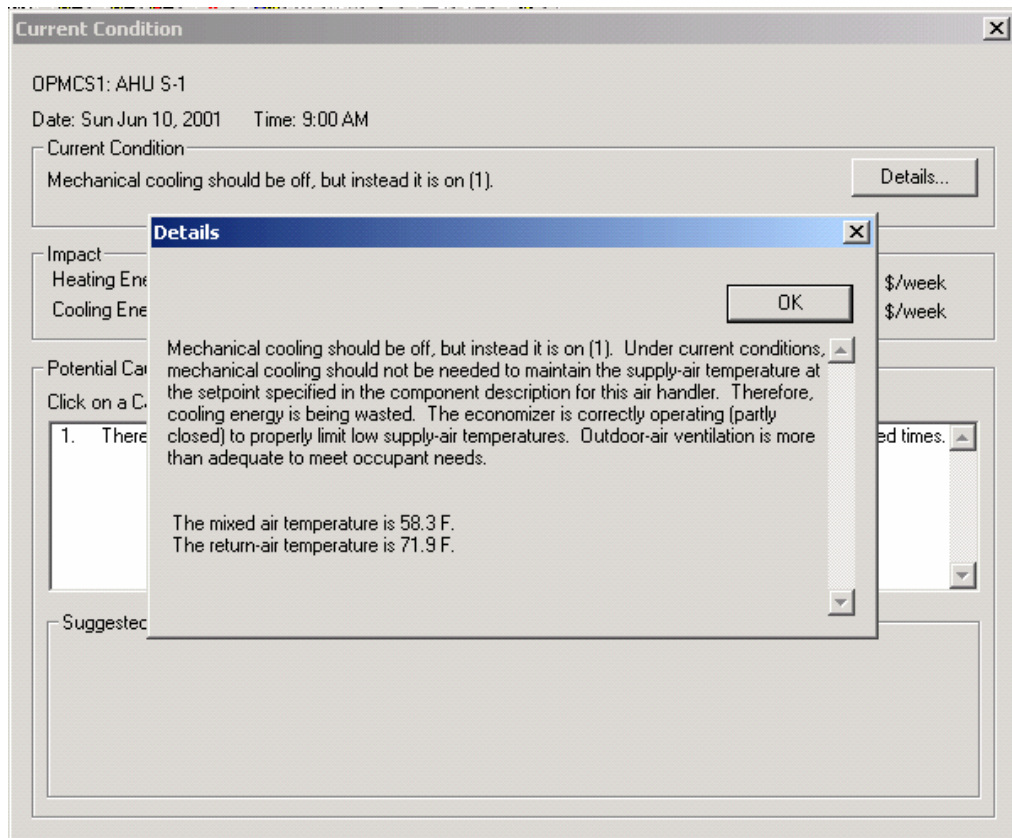 Current Condition
OPMCS1: AHU S-1
Date: Sun Jun 10, 2001 Time: 9:00 AM
Current Condition
Mechanical cooling should be off, but instead it is on (1).
Details...
Details
Impact
Heating
$/week
OK
Cooling
$/week
Mechanical cooling should be off, but instead it is on (1). Under current conditions,
mechanical cooling should not be needed to maintain the supply-air temperature at
the setpoint specified in the component description for this air handler. Therefore,
cooling energy is being wasted. The economizer is correctly operating (partly
closed) to properly limit low supply-air temperatures. Outdoor-air ventilation is more
than adequate to meet occupant needs.
The mixed air temperature is 58.3 F.
The return-air temperature is 71.9 F.
Potential
Click on a
1. There
times.
Suggested